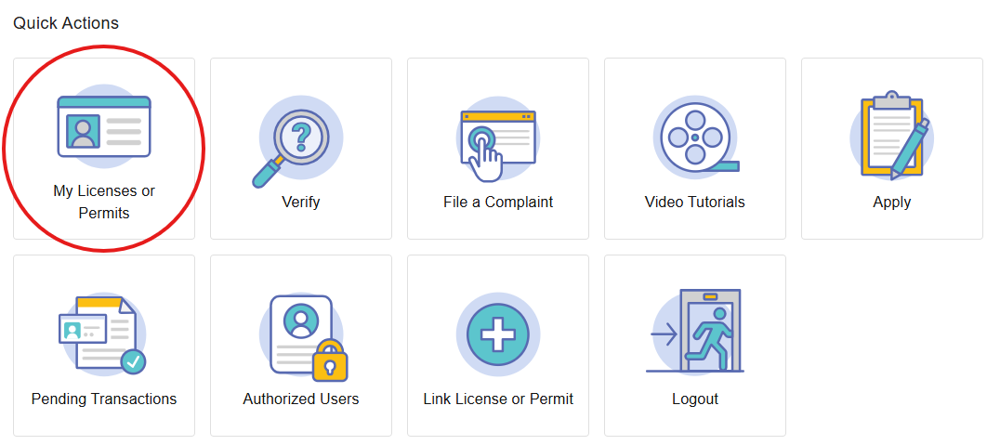 Quick Actions
My Licenses or
Permits
?
Verify
File a Complaint
Video Tutorials
Apply
Pending Transactions
Authorized Users
Link License or Permit
Logout